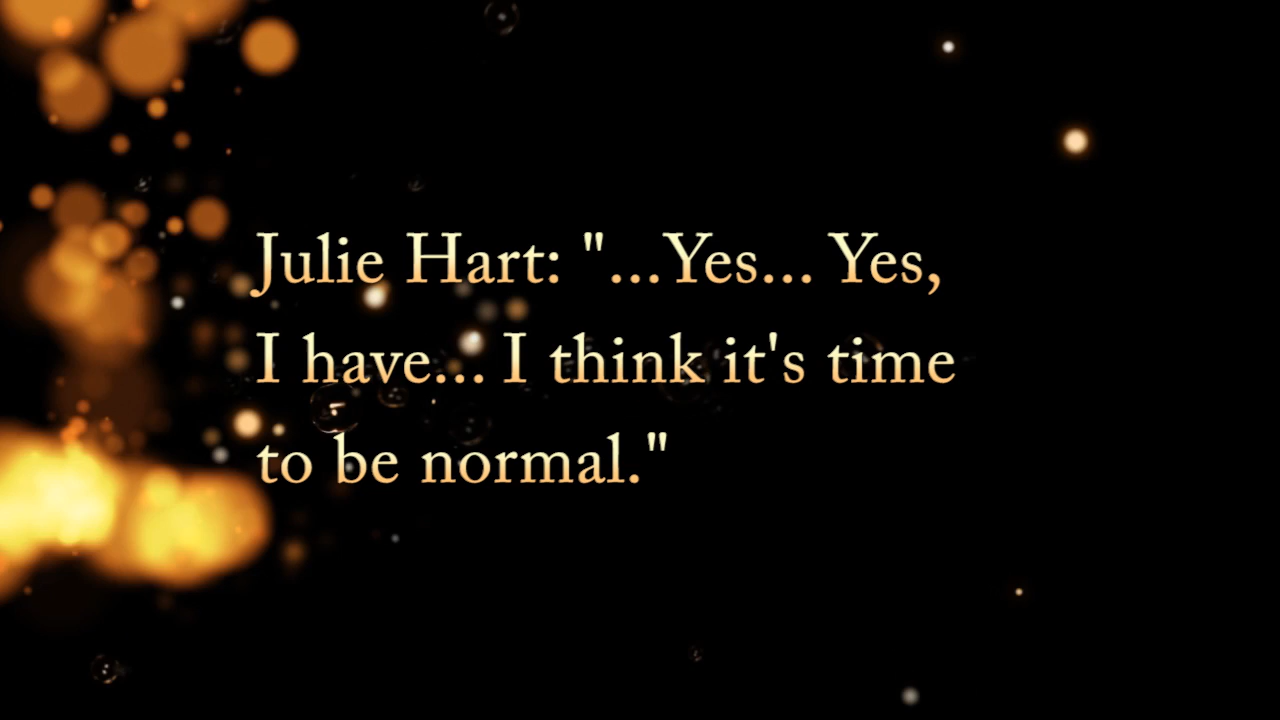 Julie Hart: "...Yes... Yes,
I have... I think it's time
to be normal."